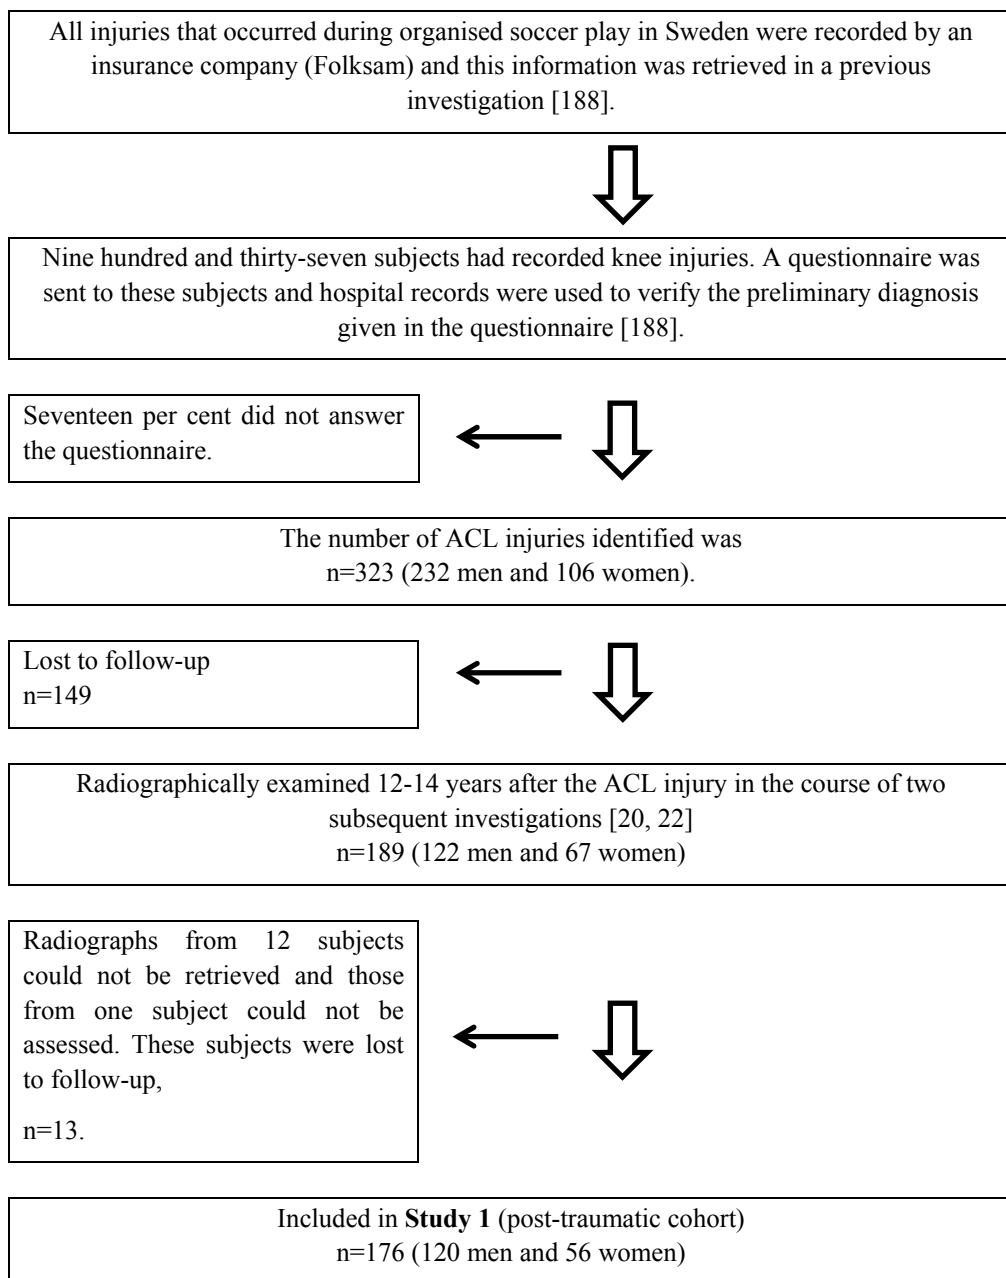 All injuries that occurred during organised soccer play in Sweden were recorded by an
insurance company (Folksam) and this information was retrieved in a previous
investigation [188].
Nine hundred and thirty-seven subjects had recorded knee injuries. A questionnaire was
sent to these subjects and hospital records were used to verify the preliminary diagnosis
given in the questionnaire [188].
Seventeen per cent did not answer
the questionnaire.
The number of ACL injuries identified was
n=323 (232 men and 106 women).
Lost to follow-up
n=149
Radiographically examined 12-14 years after the ACL injury in the course of two
subsequent investigations [20, 22]
n=189 (122 men and 67 women)
Radiographs from 12 subjects
could not be retrieved and those
from one subject could not be
assessed. These subjects were lost
to follow-up,
n=13.
Included in Study 1 (post-traumatic cohort)
n=176 (120 men and 56 women)